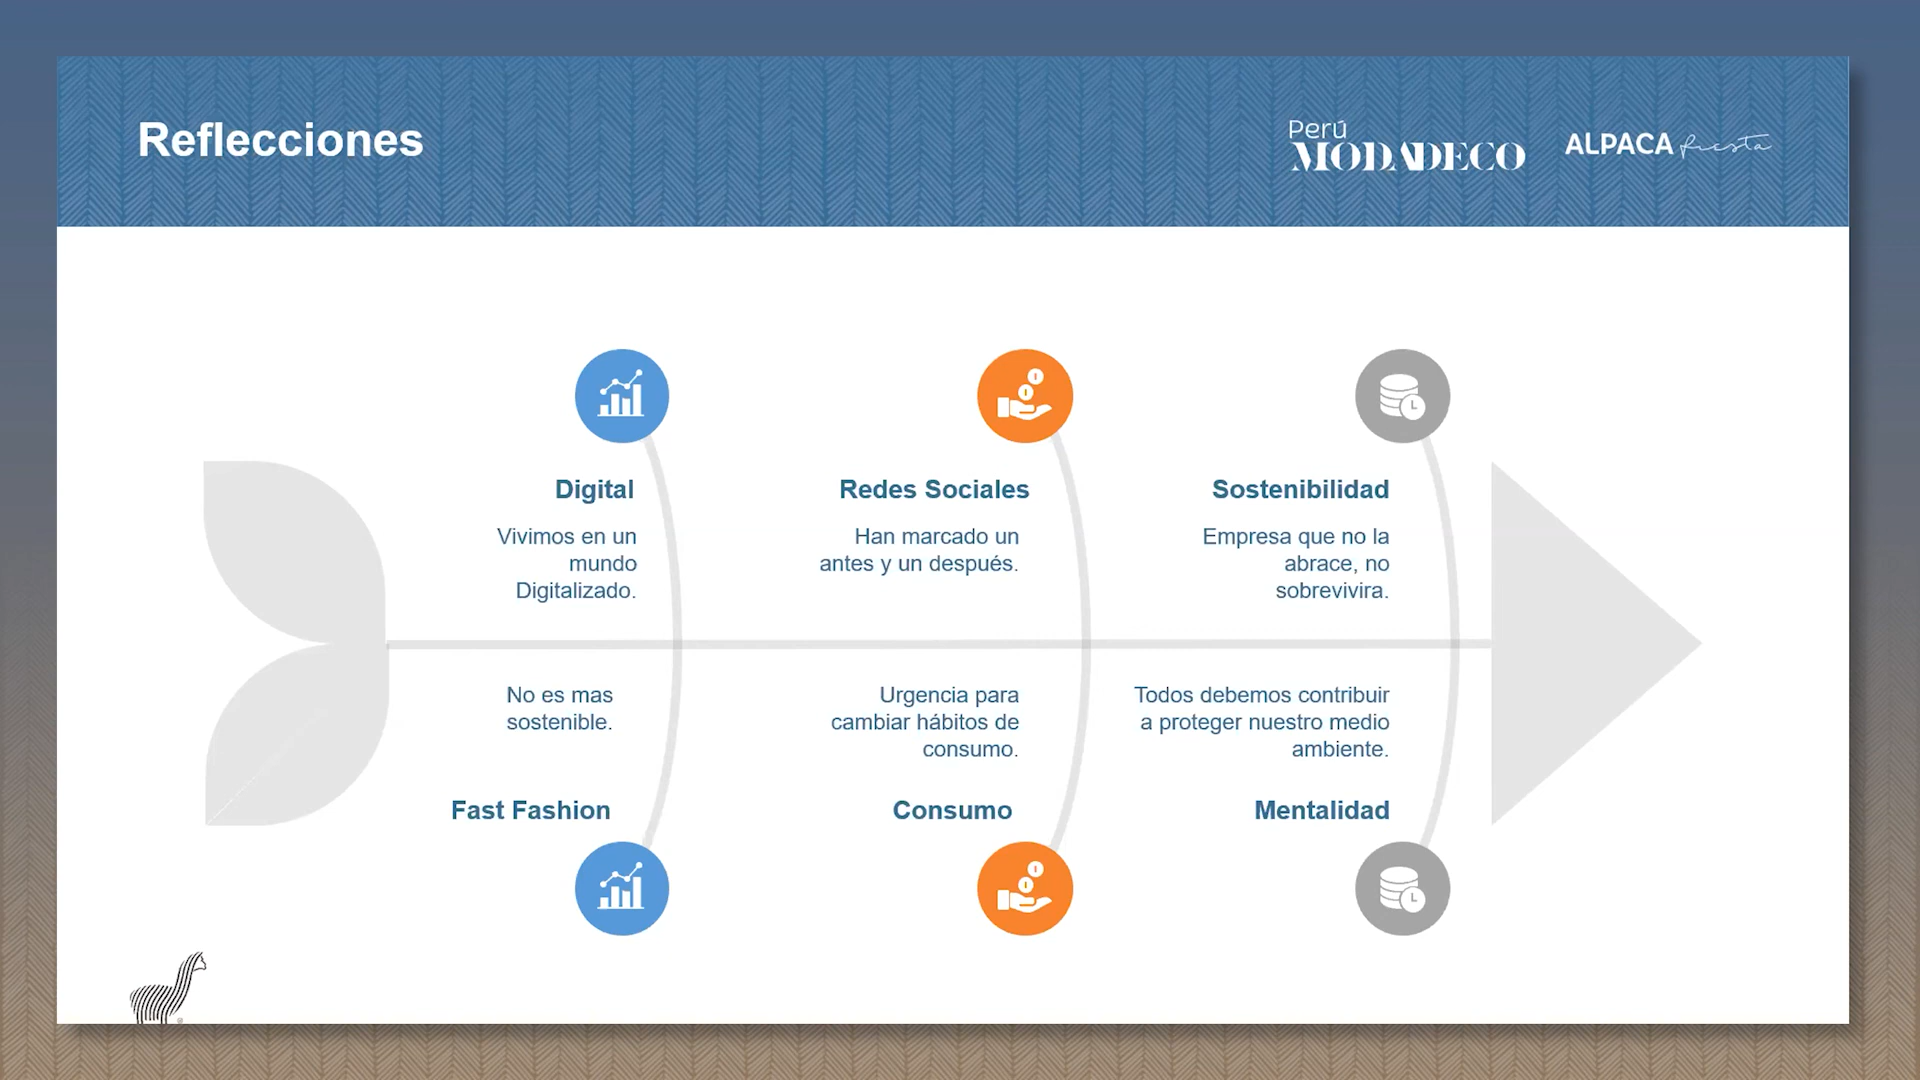 Reflecciones
Perú
MODADECO
ALPACA fiesta
Digital
Vivimos en un
mundo
Digitalizado.
Redes Sociales
Han marcado un
antes y un después.
Sostenibilidad
Empresa que no la
abrace, no
sobrevivira.
No es mas
sostenible.
Fast Fashion
Urgencia para
cambiar hábitos de
consumo.
Consumo
Todos debemos contribuir
a proteger nuestro medio
ambiente.
Mentalidad